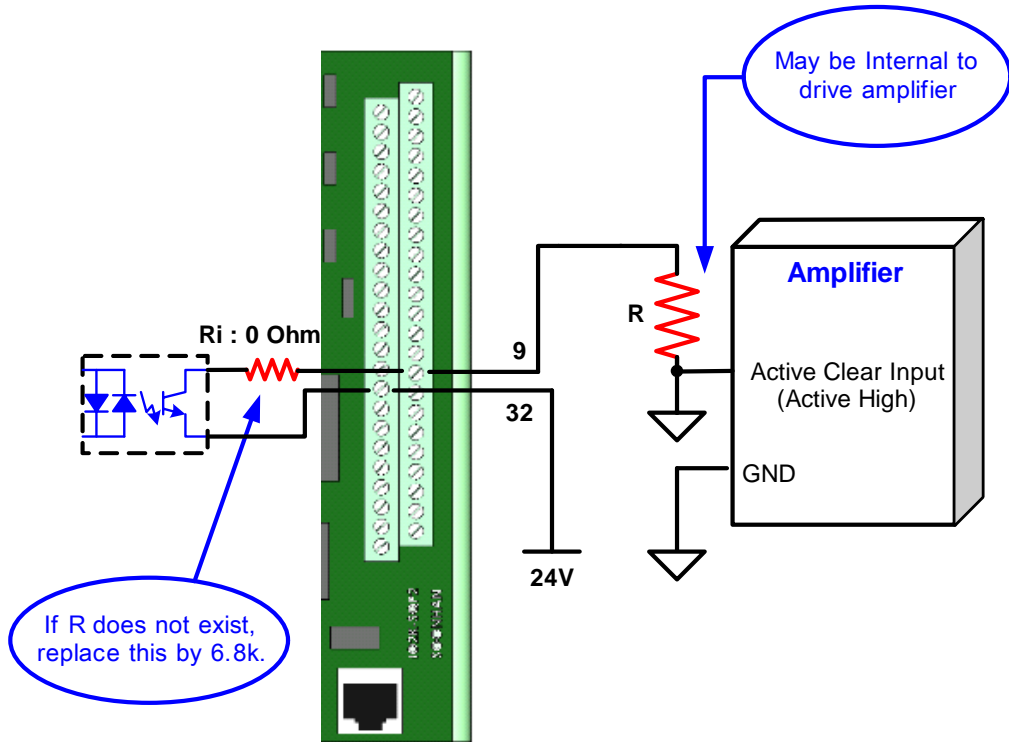 May be Internal to
drive amplifier
Amplifier
R
Ri : 0 Ohm
9
Active Clear Input
(Active High)
32
GND
24V
If R does not exist,
replace this by 6.8k.